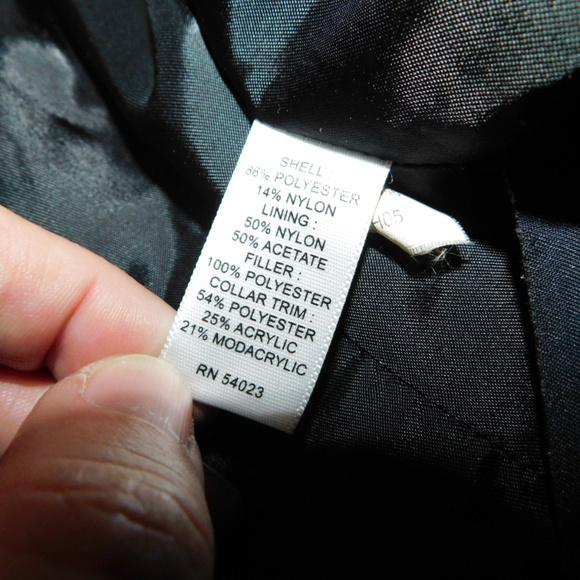 SHELL :
86% POLYESTER
14% NYLON
LINING :
50% NYLON
50% ACETATE
FILLER :
100% POLYESTER
COLLAR TRIM :
54% POLYESTER
25% ACRYLIC
21% MODACRYLIC
RN 54023